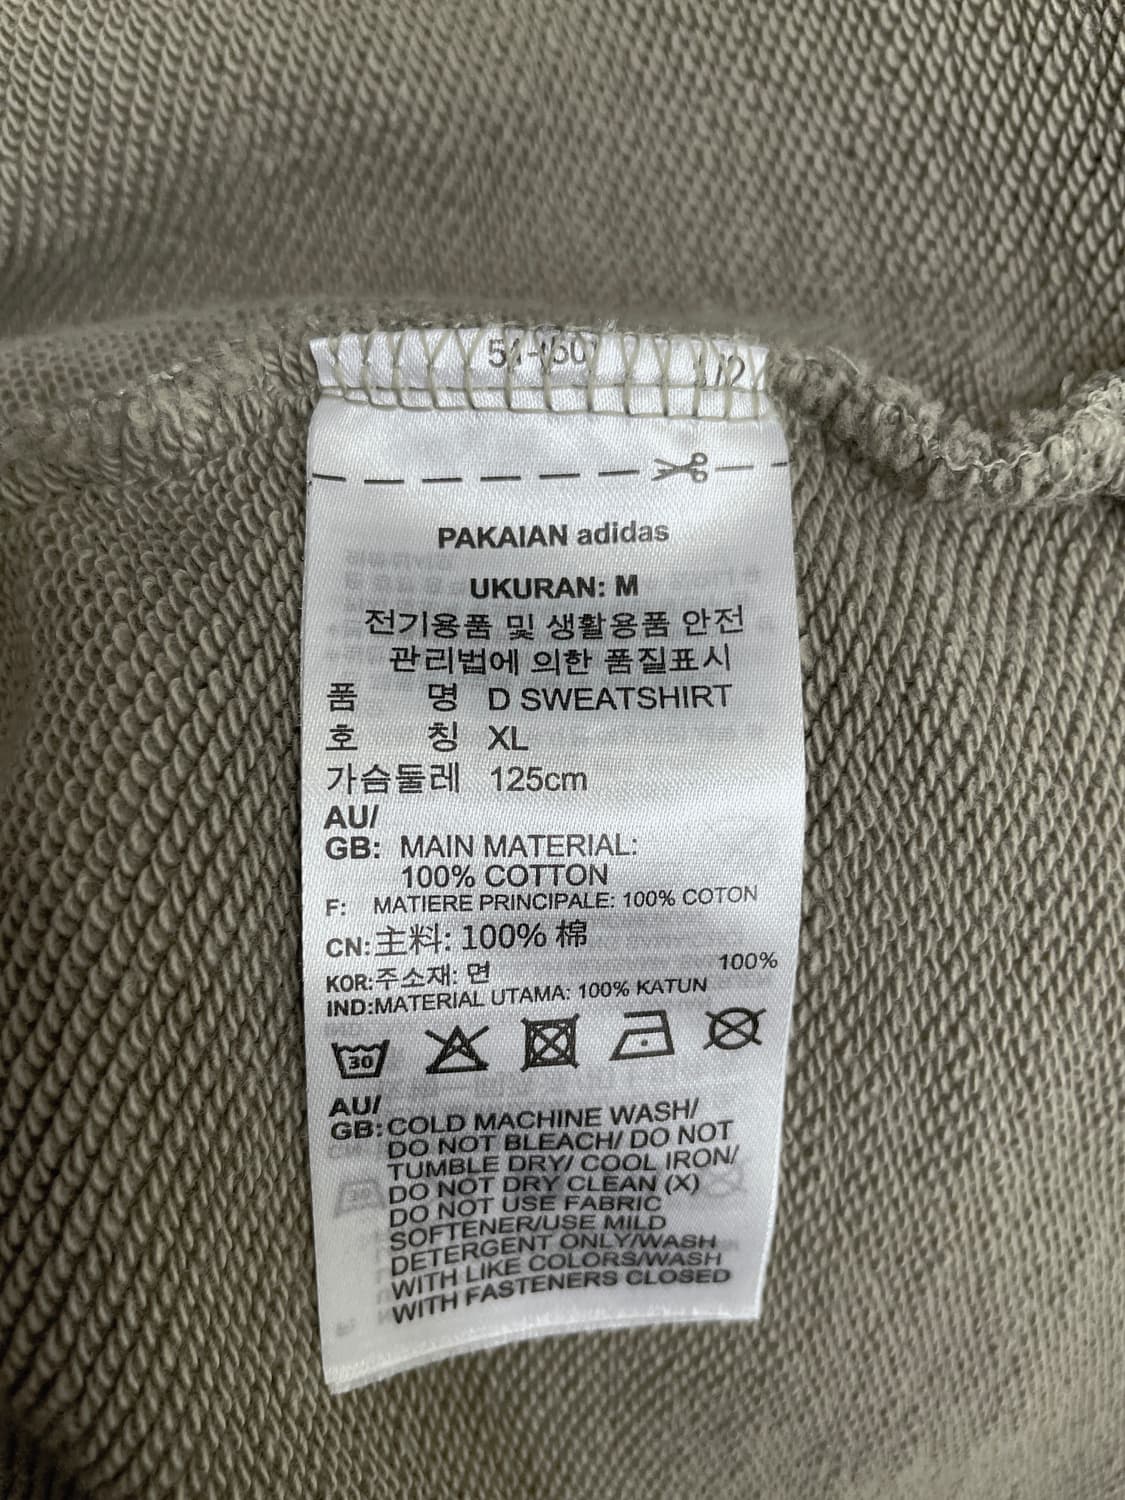 PAKAIAN adidas
UKURAN: M
전기용품 및 생활용품 안전
관리법에 의한 품질표시
품 명 D SWEATSHIRT
호 칭 XL
가슴둘레 125cm
AU/
GB: MAIN MATERIAL:
100% COTTON
F: MATIERE PRINCIPALE: 100% COTON
CN:主料: 100% 棉
KOR:주소재: 면 100%
IND:MATERIAL UTAMA: 100% KATUN
30
AU/
GB:COLD MACHINE WASH/
DO NOT BLEACH/ DO NOT
TUMBLE DRY/ COOL IRON/
DO NOT DRY CLEAN (X)
DO NOT USE FABRIC
SOFTENER/USE MILD
DETERGENT ONLY/WASH
WITH LIKE COLORS/WASH
WITH FASTENERS CLOSED